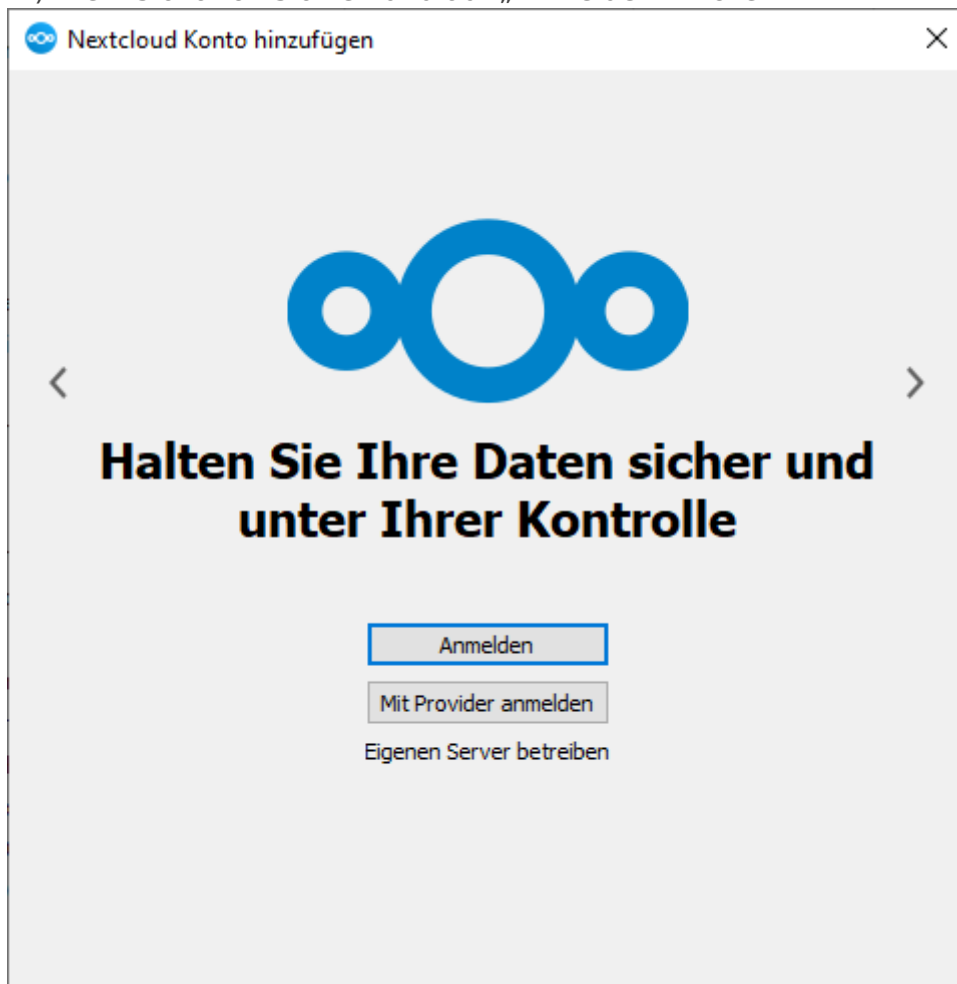 Nextcloud Konto hinzufügen
Halten Sie Ihre Daten sicher und
unter Ihrer Kontrolle
Anmelden
Mit Provider anmelden
Eigenen Server betreiben